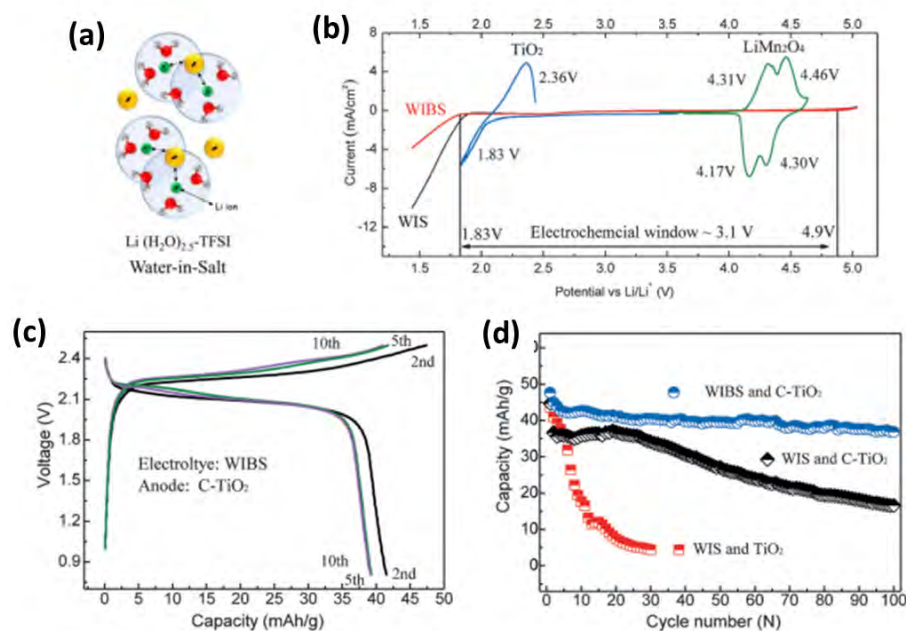 (a)
Li ion
Li (H₂O)₂.₅-TFSI
Water-in-Salt
(b)
1.5 2.0 2.5 3.0 3.5 4.0 4.5 5.0
TiO₂
LiMn₂O₄
2.36V
4.31V
4.46V
WIBS
1.83 V
4.17V
4.30V
WIS
Electrochemcial window ~ 3.1 V
1.83V
4.9V
Current (mA/cm²)
8
4
0
-4
-8
-12
1.5 2.0 2.5 3.0 3.5 4.0 4.5 5.0
Potential vs Li/Li⁺ (V)
(c)
10th
5th
2nd
Voltage (V)
2.4
2.1
1.8
1.5
1.2
0.9
Electroltye: WIBS
Anode: C-TiO₂
10th
5th
2nd
0 5 10 15 20 25 30 35 40 45 50
Capacity (mAh/g)
(d)
Capacity (mAh/g)
60
50
40
30
20
10
0
WIBS and C-TiO₂
WIS and C-TiO₂
WIS and TiO₂
0 10 20 30 40 50 60 70 80 90 100
Cycle number (N)